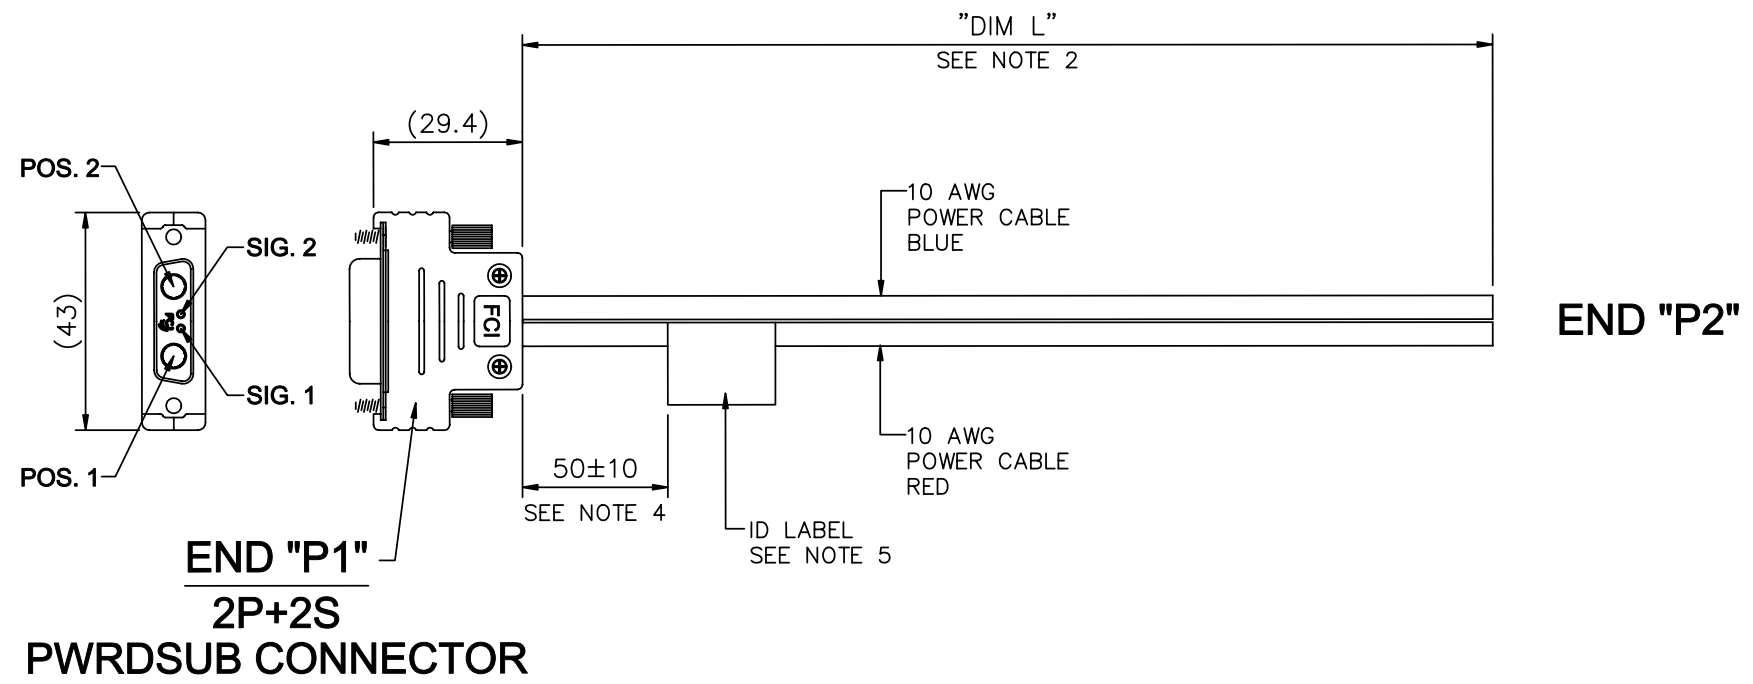 "DIM L"
SEE NOTE 2
(29.4)
POS. 2
10 AWG
POWER CABLE
BLUE
SIG. 2
(43)
FCI
FCI
END "P2"
SIG. 1
10 AWG
POWER CABLE
RED
POS. 1
50±10
SEE NOTE 4
ID LABEL
SEE NOTE 5
END "P1"
2P+2S
PWRDSUB CONNECTOR